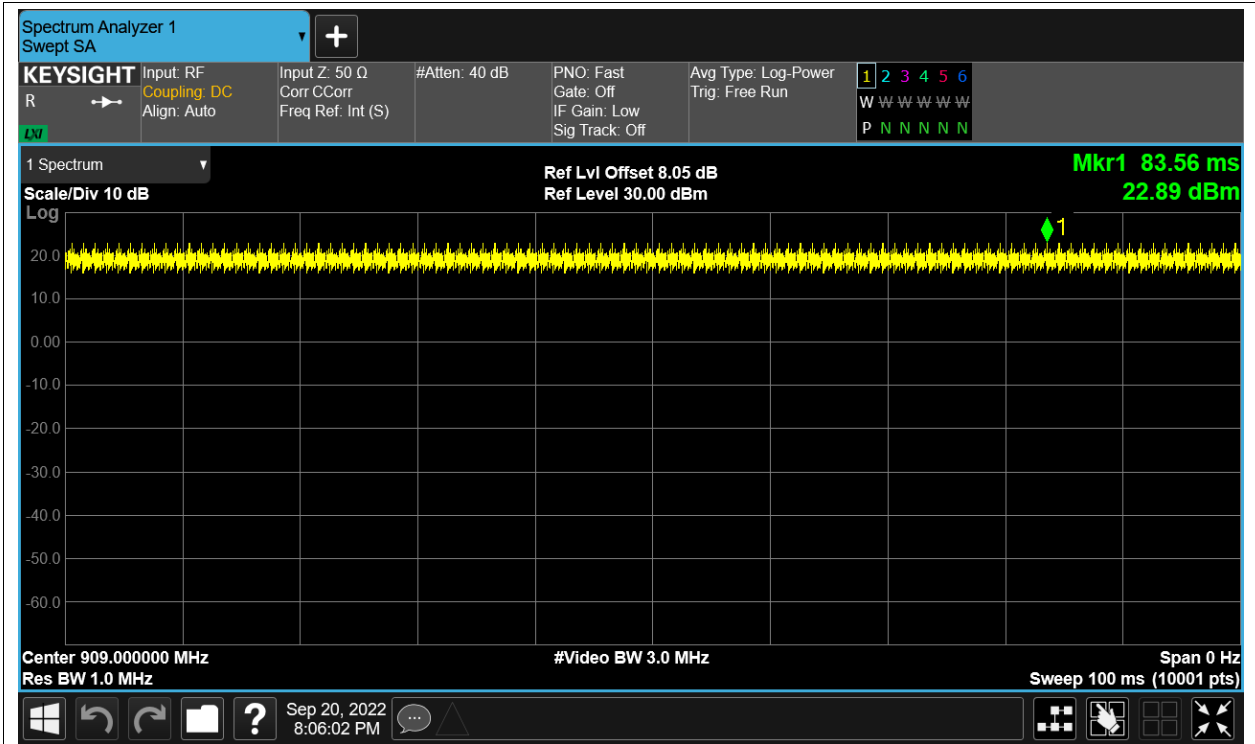 Spectrum Analyzer 1
Swept SA
KEYSIGHT
R
LXI
Input: RF
Coupling: DC
Align: Auto
Input Z: 50 Ω
Corr CCorr
Freq Ref: Int (S)
#Atten: 40 dB
PNO: Fast
Gate: Off
IF Gain: Low
Sig Track: Off
Avg Type: Log-Power
Trig: Free Run
1 2 3 4 5 6
W W W W W W
P N N N N N
1 Spectrum
Scale/Div 10 dB
Log
Ref Lvl Offset 8.05 dB
Ref Level 30.00 dBm
Mkr1 83.56 ms
22.89 dBm
1
20.0
10.0
0.00
-10.0
-20.0
-30.0
-40.0
-50.0
-60.0
Center 909.000000 MHz
Res BW 1.0 MHz
#Video BW 3.0 MHz
Span 0 Hz
Sweep 100 ms (10001 pts)
?
Sep 20, 2022
8:06:02 PM